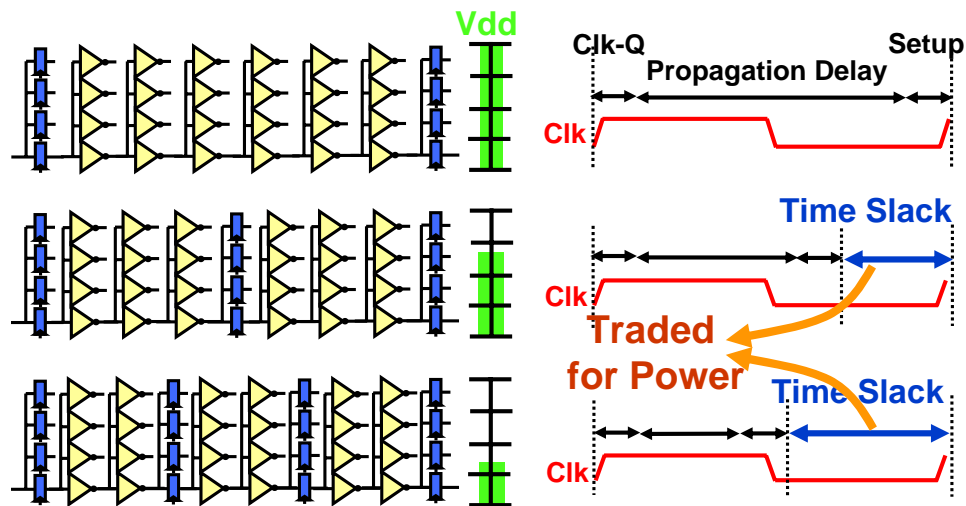 Vdd
Clk-Q
Setup
Propagation Delay
Clk
Time Slack
Clk
Traded
for Power
Time Slack
Clk